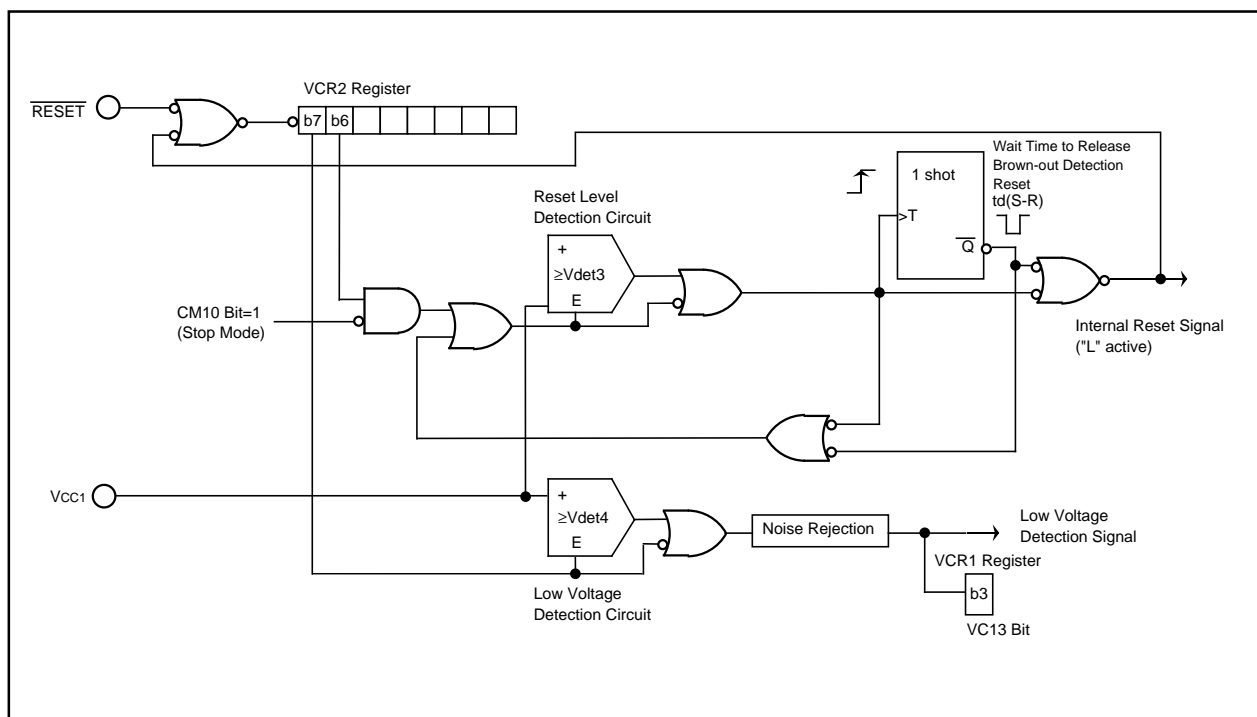 VCR2 Register
RESET
b7 b6
Wait Time to Release
Brown-out Detection
Reset
td(S-R)
1 shot
>T
Q
Reset Level
Detection Circuit
+
≥Vdet3
E
CM10 Bit=1
(Stop Mode)
Internal Reset Signal
("L" active)
VCC1
+
≥Vdet4
E
Noise Rejection
Low Voltage
Detection Signal
VCR1 Register
b3
VC13 Bit
Low Voltage
Detection Circuit